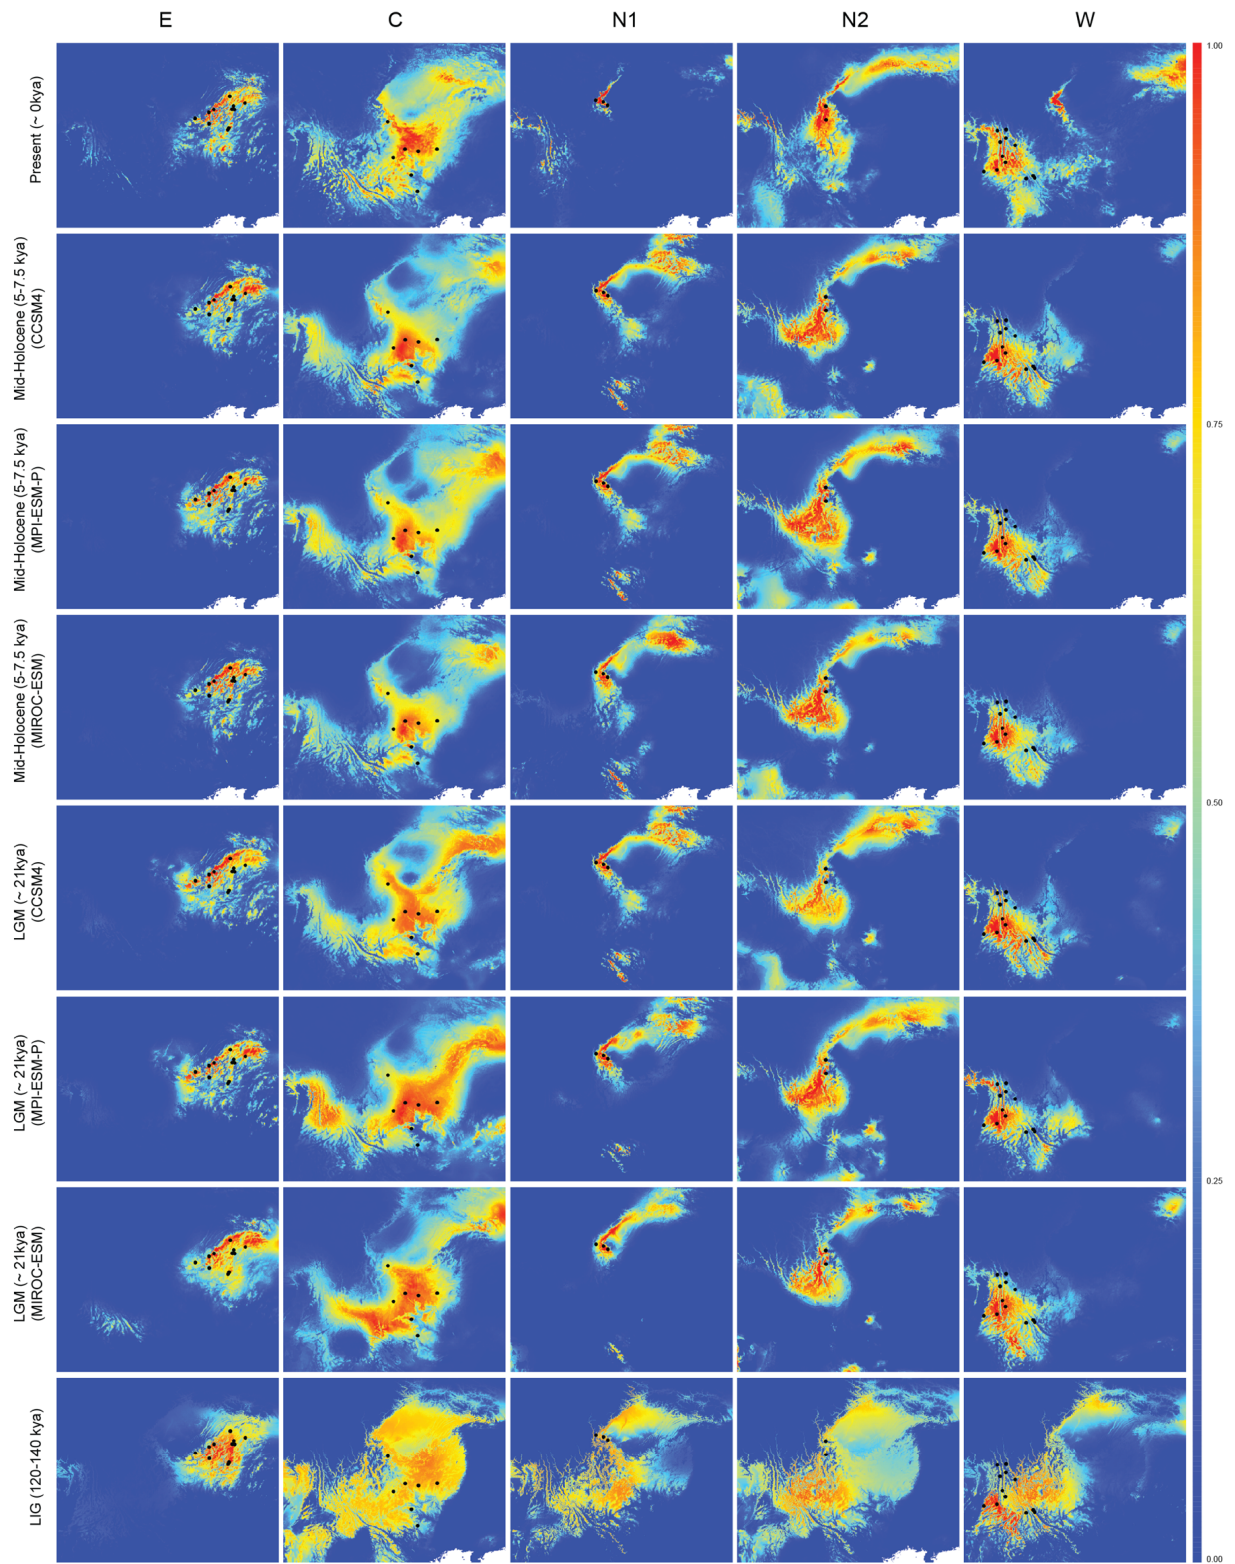 E C N1 N2 W
Present (~ 0kya)
Mid-Holocene (5-7.5 kya)
(CCSM4)
Mid-Holocene (5-7.5 kya)
(MPI-ESM-P)
Mid-Holocene (5-7.5 kya)
(MIROC-ESM)
LGM (~ 21kya)
(CCSM4)
LGM (~ 21kya)
(MPI-ESM-P)
LGM (~ 21kya)
(MIROC-ESM)
LIG (120-140 kya)
1.00
0.75
0.50
0.25
0.00